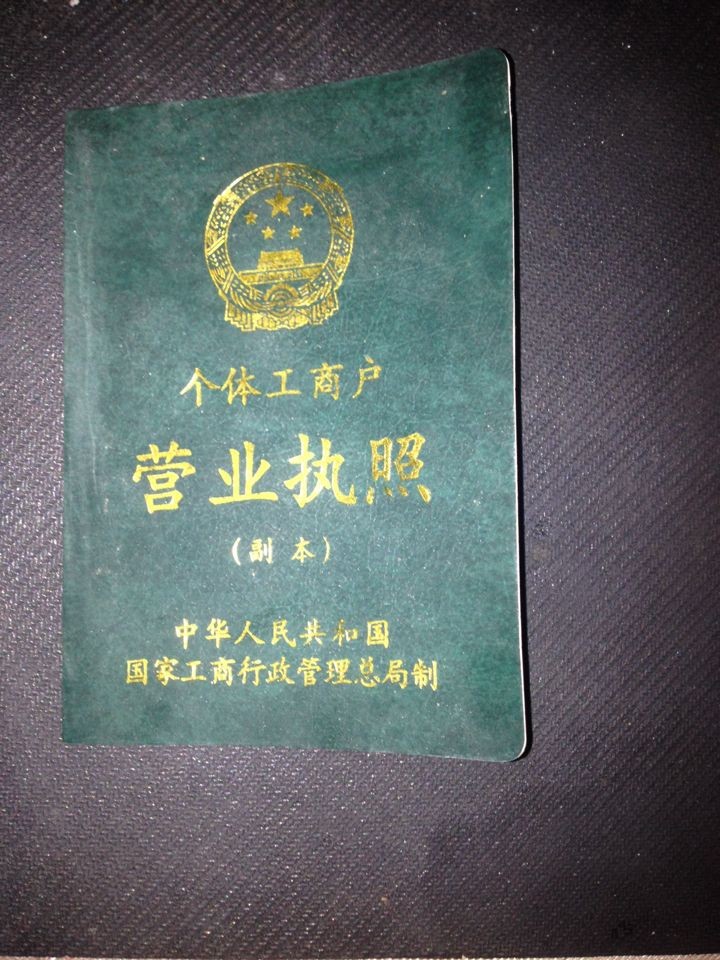 个体工商户
营业执照
(副本)
中华人民共和国
国家工商行政管理总局制